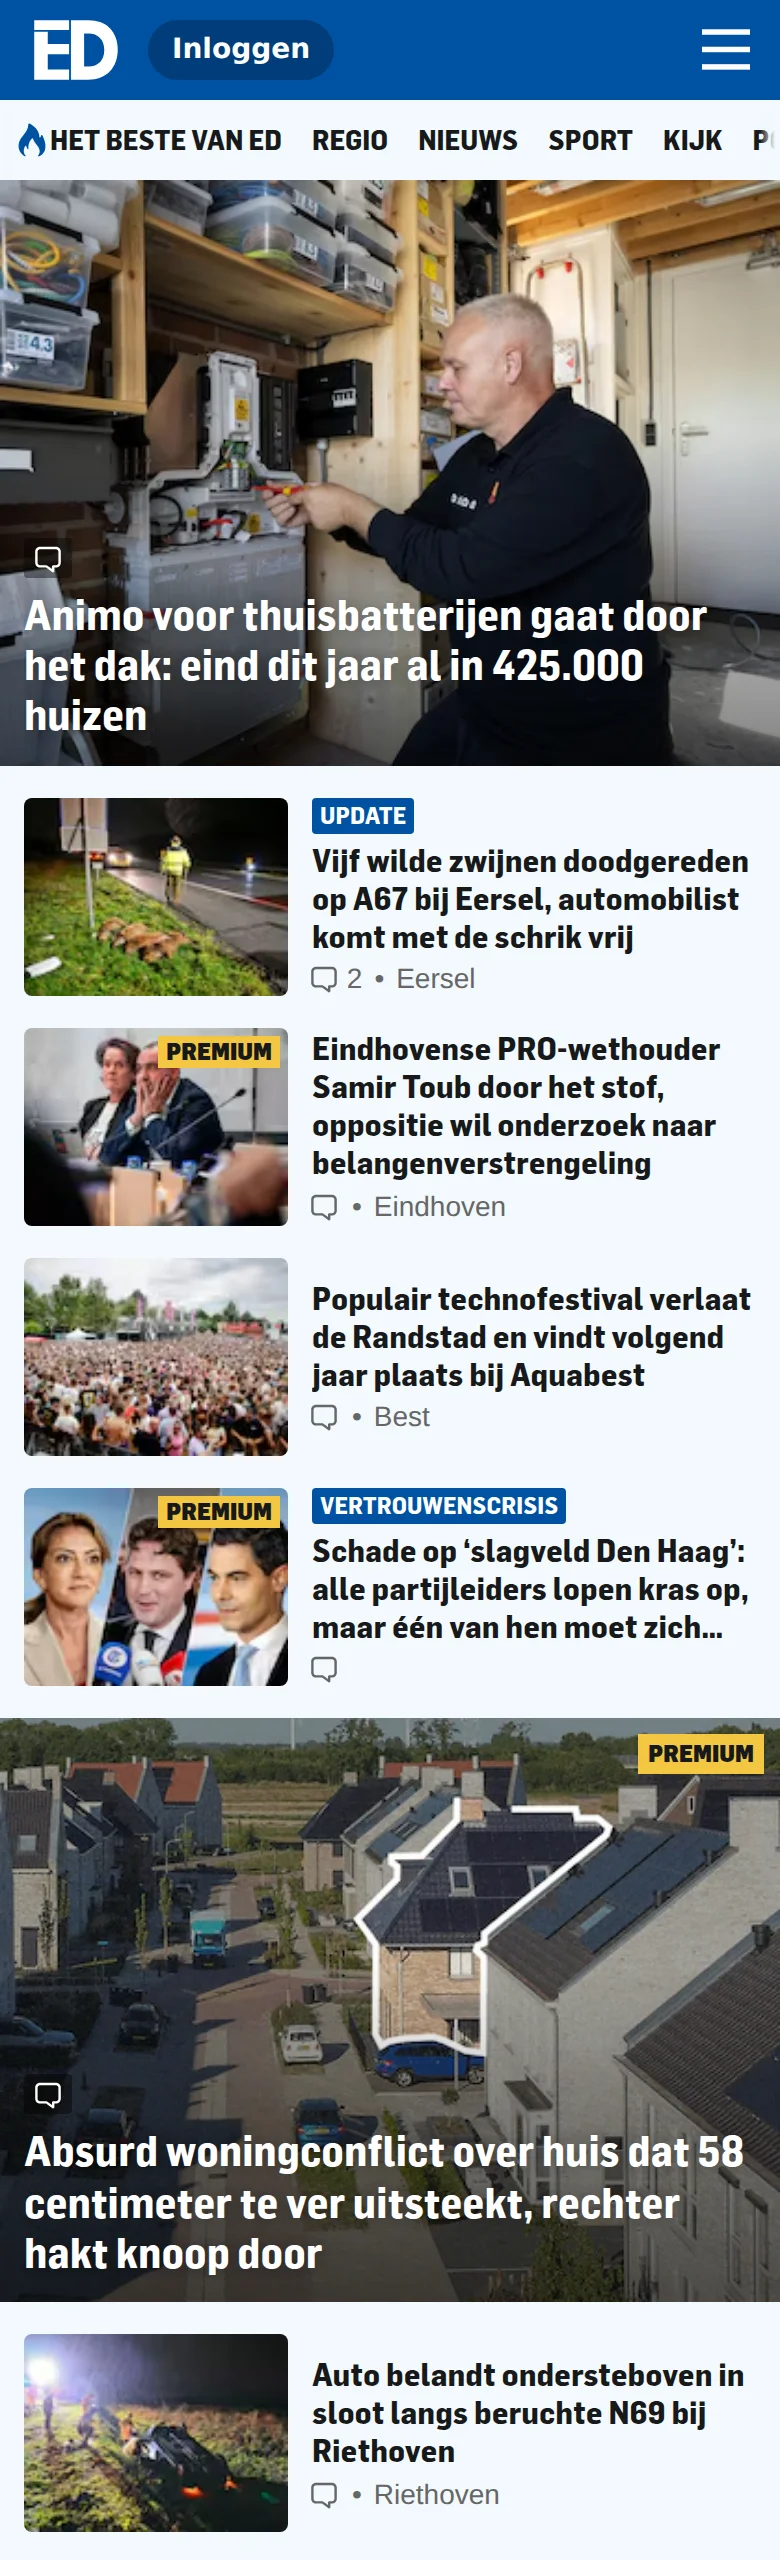 ED
Inloggen
HET BESTE VAN ED REGIO NIEUWS SPORT KIJK
4.3
Animo voor thuisbatterijen gaat door
het dak: eind dit jaar al in 425.000
huizen
UPDATE
Vijf wilde zwijnen doodgereden
op A67 bij Eersel, automobilist
komt met de schrik vrij
2 • Eersel
PREMIUM
Eindhovense PRO-wethouder
Samir Toub door het stof,
oppositie wil onderzoek naar
belangenverstrengeling
• Eindhoven
Populair technofestival verlaat
de Randstad en vindt volgend
jaar plaats bij Aquabest
• Best
PREMIUM
VERTROUWENSCRISIS
Schade op ‘slagveld Den Haag’:
alle partijleiders lopen kras op,
maar één van hen moet zich...
PREMIUM
Absurd woningconflict over huis dat 58
centimeter te ver uitsteekt, rechter
hakt knoop door
Auto belandt ondersteboven in
sloot langs beruchte N69 bij
Riethoven
• Riethoven